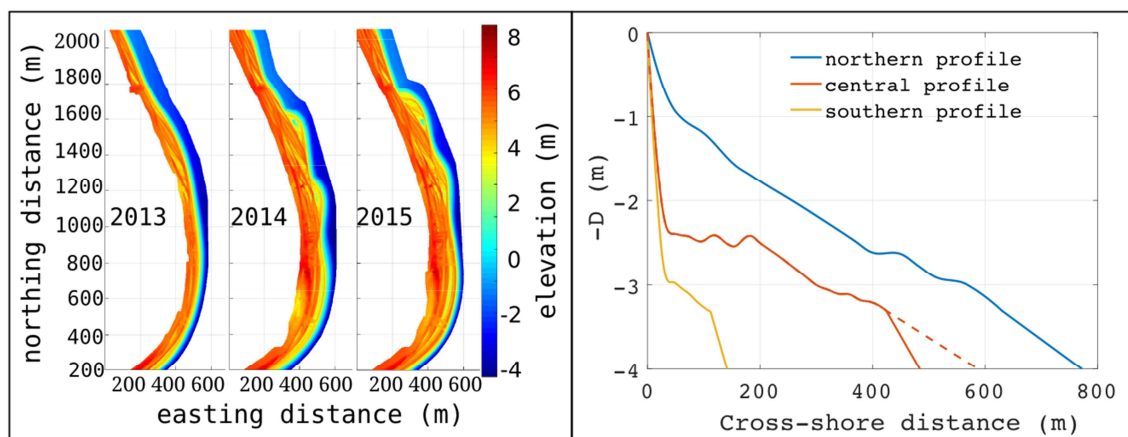 2000
1800
1600
1400
1200
1000
800
600
400
200
northing distance (m)
2013
2014
2015
200 400 600
200 400 600
200 400 600
easting distance (m)
8
6
4
2
0
-2
-4
elevation (m)
0
-1
-2
-3
-4
-D (m)
northern profile
central profile
southern profile
0 200 400 600 800
Cross-shore distance (m)